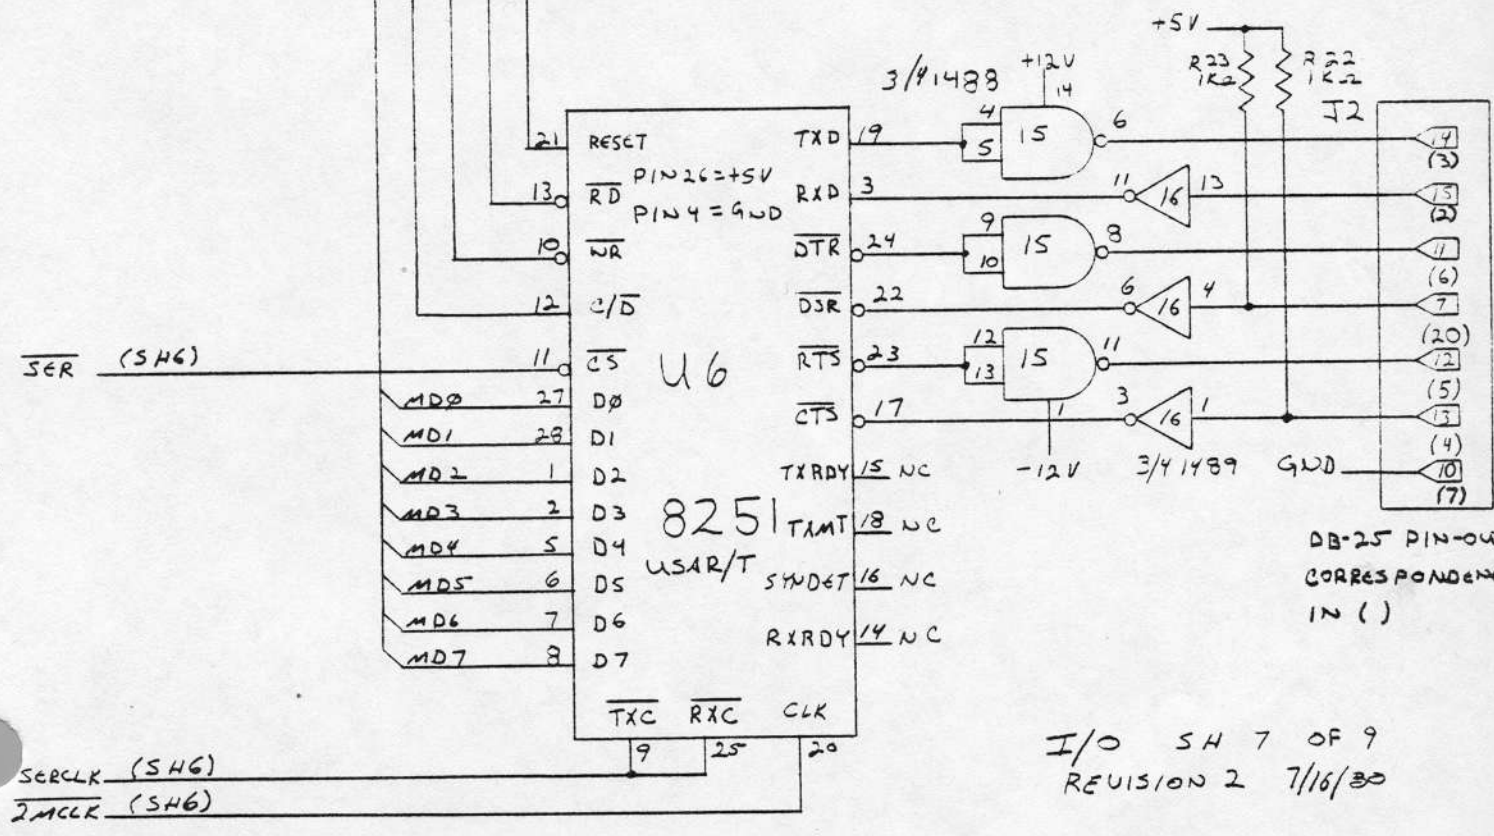 +5V
R23
1KΩ
R22
1KΩ
J2
3/4 1488
+12V
14
21 RESET
PIN 26=+5V
PIN 4=GND
13 RD
10 WR
12 C/D
SER (SH6)
11 CS
U6
MDØ 27 DØ
MD1 28 D1
MD2 1 D2
MD3 2 D3
MD4 5 D4
MD5 6 D5
MD6 7 D6
MD7 8 D7
8251
USAR/T
TXD 19
4
5
15
6
14
(3)
RXD 3
11
16
13
15
(2)
DTR 24
9
10
15
8
11
(6)
DSR 22
6
16
4
7
(20)
RTS 23
12
13
15
11
12
(5)
CTS 17
3
16
1
13
(4)
1
-12V
3/4 1489
GND
10
(7)
TXRDY 15 NC
TXMT 18 NC
SYNDET 16 NC
RXRDY 14 NC
TXC RXC CLK
9 25 20
DB-25 PIN-OU
CORRESPONDEN
IN ( )
SERCLK (SH6)
2MCLK (SH6)
I/O SH 7 OF 9
REVISION 2 7/16/80